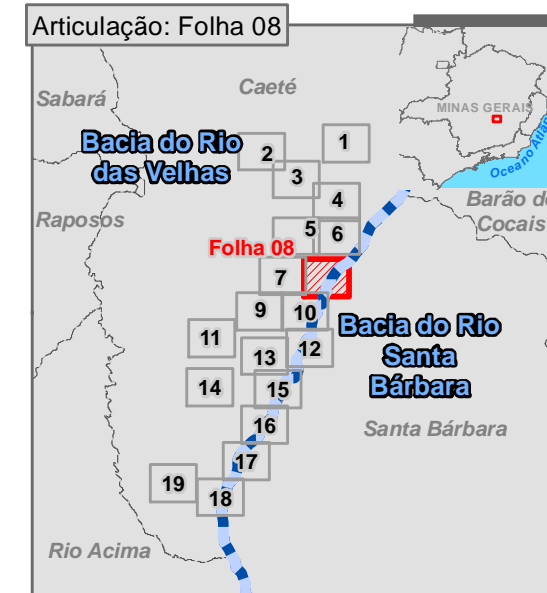 Articulação: Folha 08
Caeté
Sabará
MINAS GERAIS
Bacia do Rio
das Velhas
1
2
3
4
Barão de
Cocais
Raposos
5
6
Folha 08
7
9
10
Bacia do Rio
Santa
Bárbara
11
12
13
14
15
16
Santa Bárbara
17
19
18
Rio Acima